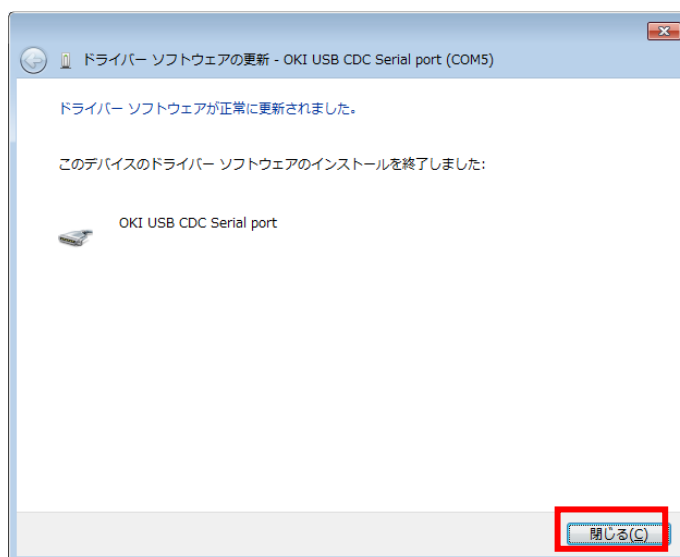 ドライバー ソフトウェアの更新 - OKI USB CDC Serial port (COM5)
ドライバー ソフトウェアが正常に更新されました。
このデバイスのドライバー ソフトウェアのインストールを終了しました:
OKI USB CDC Serial port
閉じる(C)